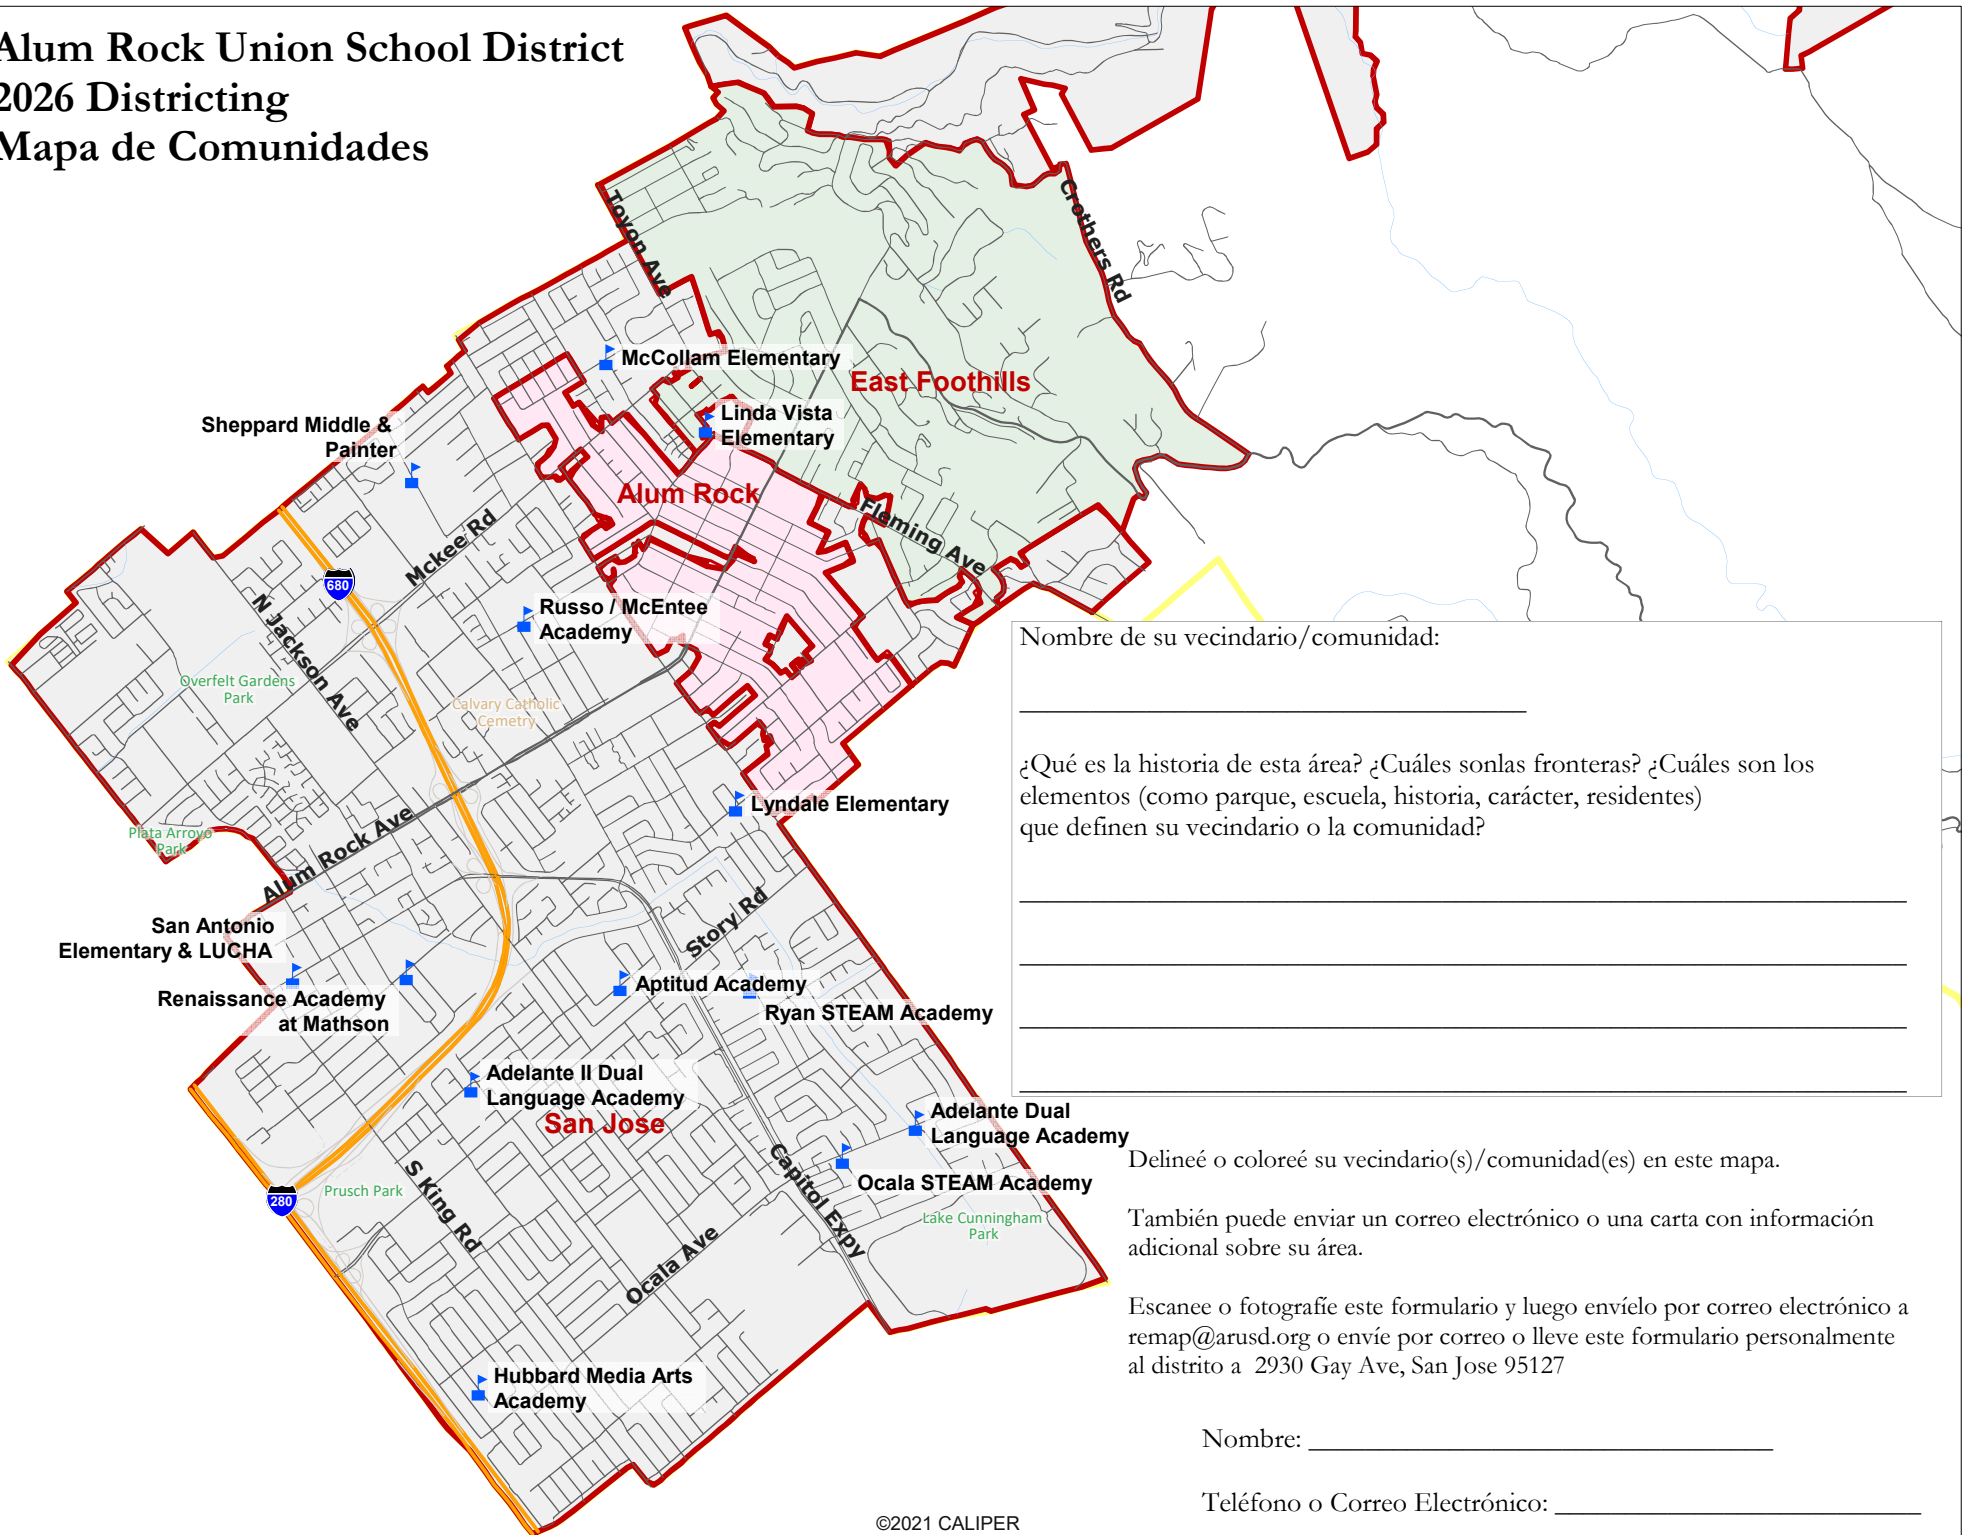 Alum Rock Union School District
2026 Districting
Mapa de Comunidades
Toyon Ave
Crothers Rd
McCollam Elementary
East Foothills
Linda Vista
Elementary
Sheppard Middle &
Painter
Alum Rock
Fleming Ave
Mckee Rd
680
N Jackson Ave
Russo / McEntee
Academy
Overfelt Gardens
Park
Calvary Catholic
Cemetry
Plata Arroyo
Park
Alum Rock Ave
Lyndale Elementary
Story Rd
San Antonio
Elementary & LUCHA
Renaissance Academy
at Mathson
Aptitud Academy
Ryan STEAM Academy
Adelante II Dual
Language Academy
San Jose
Adelante Dual
Language Academy
Capitol Expy
Ocala STEAM Academy
S King Rd
Prusch Park
280
Lake Cunningham
Park
Ocala Ave
Hubbard Media Arts
Academy
©2021 CALIPER
Nombre de su vecindario/comunidad:
¿Qué es la historia de esta área? ¿Cuáles sonlas fronteras? ¿Cuáles son los
elementos (como parque, escuela, historia, carácter, residentes)
que definen su vecindario o la comunidad?
Delineé o coloreé su vecindario(s)/comunidad(es) en este mapa.
También puede enviar un correo electrónico o una carta con información
adicional sobre su área.
Escanee o fotografíe este formulario y luego envíelo por correo electrónico a
remap@arusd.org o envíe por correo o lleve este formulario personalmente
al distrito a  2930 Gay Ave, San Jose 95127
Nombre:
Teléfono o Correo Electrónico: